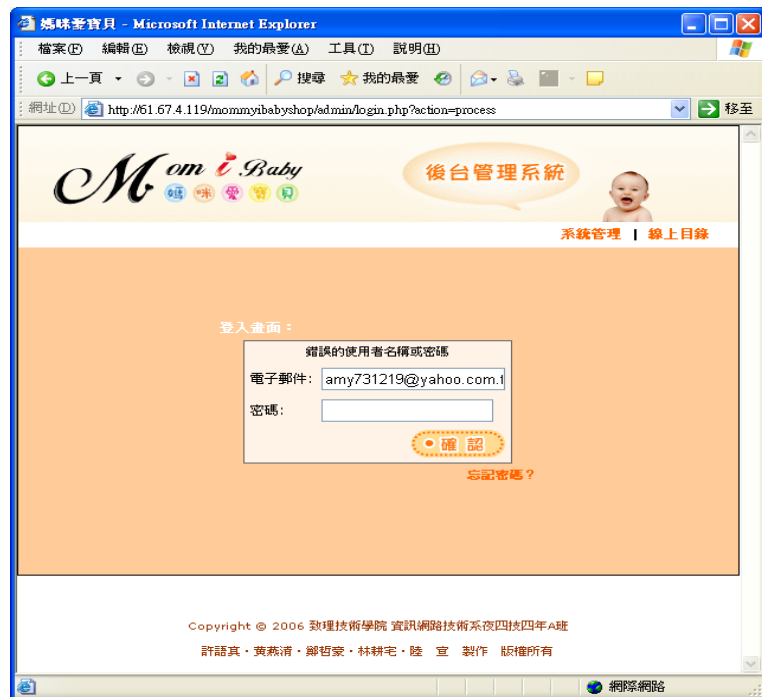 媽咪愛寶貝 - Microsoft Internet Explorer
檔案(F) 編輯(E) 檢視(V) 我的最愛(A) 工具(T) 說明(H)
上一頁 搜尋 我的最愛
網址(D) http://61.67.4.119/mommyibabyshop/admin/login.php?action=process 移至
Mom i Baby
媽咪愛寶貝
後台管理系統
系統管理 | 線上目錄
登入畫面：
錯誤的使用者名稱或密碼
電子郵件: amy731219@yahoo.com.t
密碼:
確認
忘記密碼？
Copyright © 2006 致理技術學院 資訊網路技術系夜四技四年A班
許語真‧黄義清‧鄭哲豪‧林耕宅‧陸 宣 製作 版權所有
網際網路